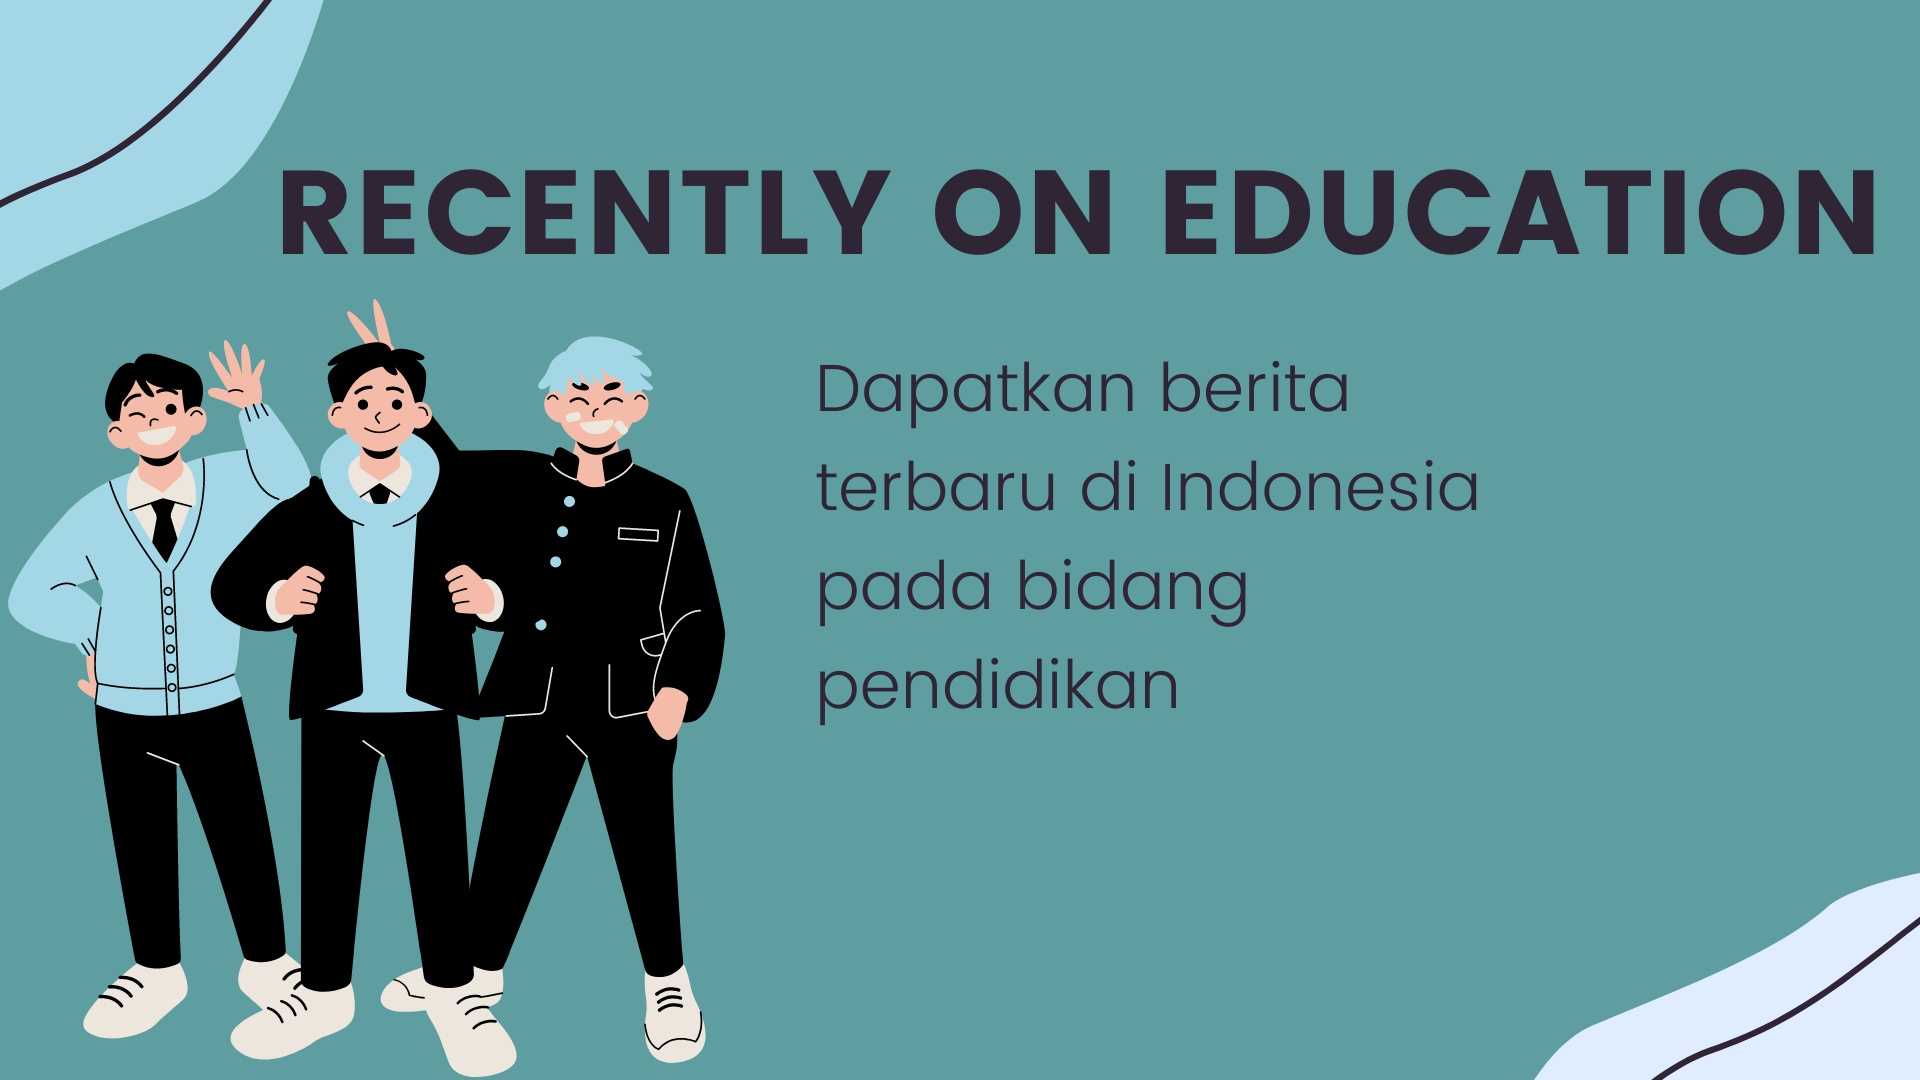 RECENTLY ON EDUCATION
Dapatkan berita
terbaru di Indonesia
pada bidang
pendidikan